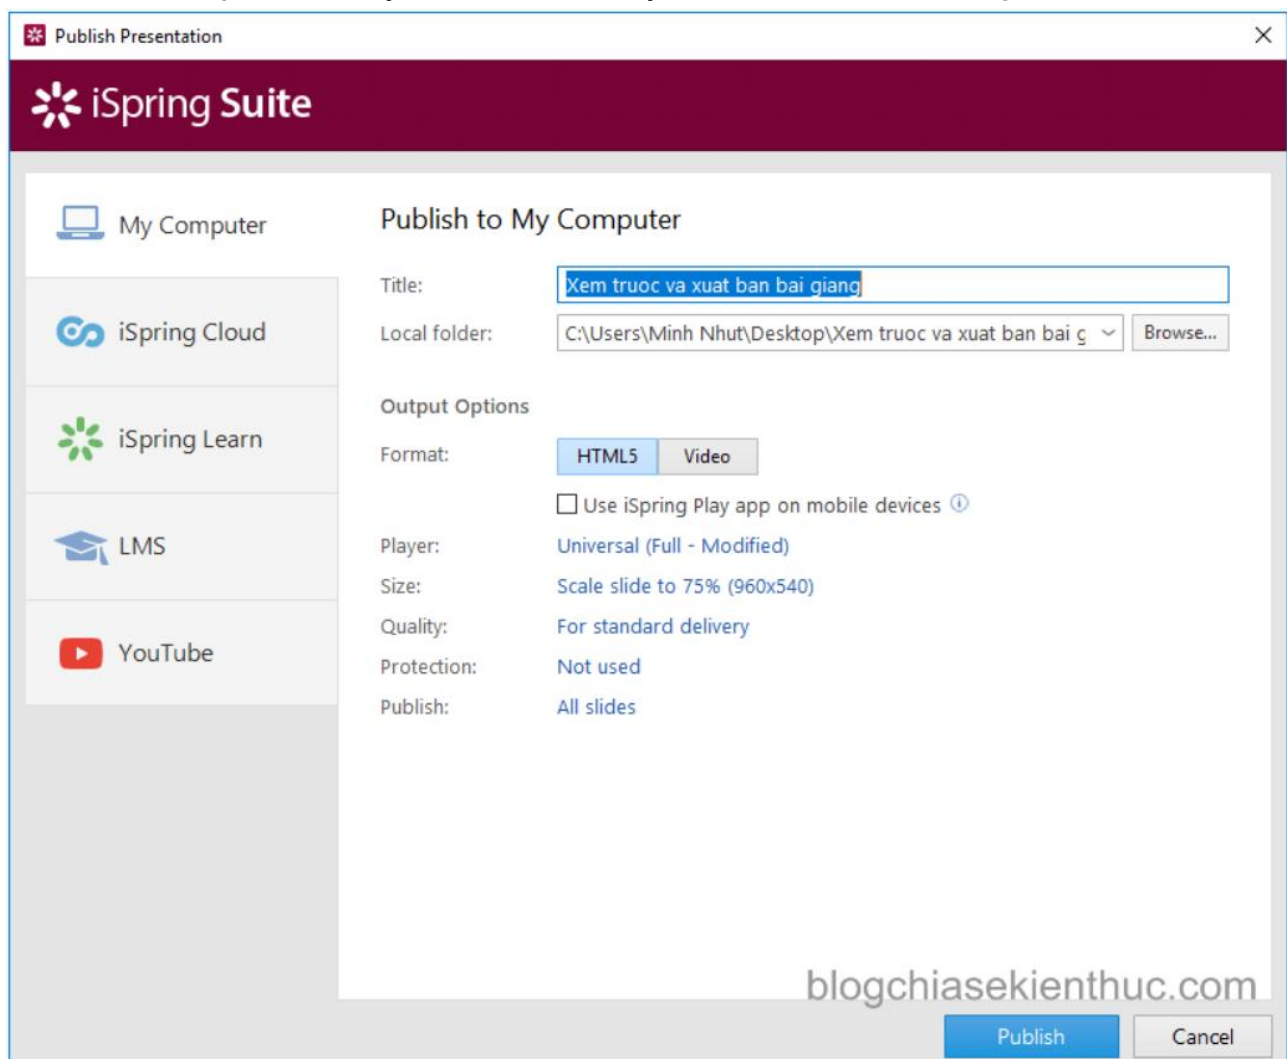 Publish Presentation
iSpring Suite
My Computer
iSpring Cloud
iSpring Learn
LMS
YouTube
Publish to My Computer
Title: Xem truoc va xuat ban bai giang
Local folder: C:\Users\Minh Nhut\Desktop\Xem truoc va xuat ban bai g Browse...
Output Options
Format: HTML5 Video
Use iSpring Play app on mobile devices
Player: Universal (Full - Modified)
Size: Scale slide to 75% (960x540)
Quality: For standard delivery
Protection: Not used
Publish: All slides
blogchiasekienthuc.com
Publish Cancel